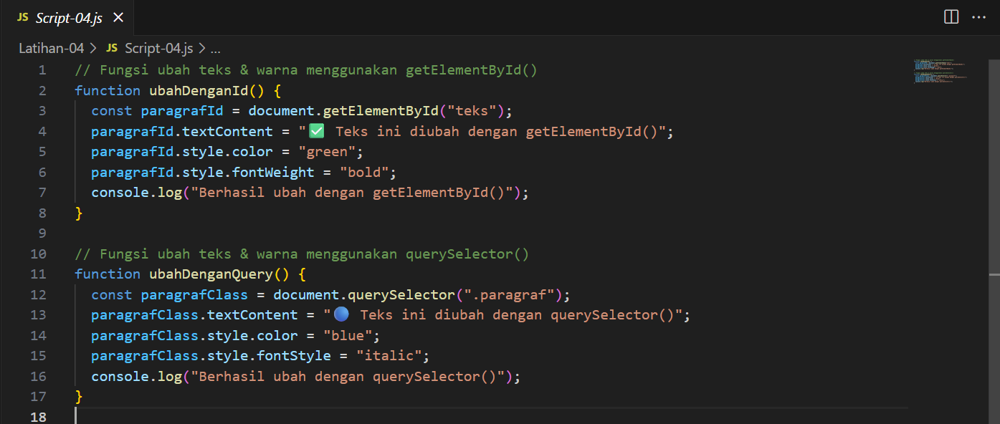 JS Script-04.js ×
Latihan-04 > JS Script-04.js > ...
1 // Fungsi ubah teks & warna menggunakan getElementById()
2 function ubahDenganId() {
3 const paragrafId = document.getElementById("teks");
4 paragrafId.textContent = "✅ Teks ini diubah dengan getElementById()";
5 paragrafId.style.color = "green";
6 paragrafId.style.fontWeight = "bold";
7 console.log("Berhasil ubah dengan getElementById()");
8 }
9
10 // Fungsi ubah teks & warna menggunakan querySelector()
11 function ubahDenganQuery() {
12 const paragrafClass = document.querySelector(".paragraf");
13 paragrafClass.textContent = "🔵 Teks ini diubah dengan querySelector()";
14 paragrafClass.style.color = "blue";
15 paragrafClass.style.fontStyle = "italic";
16 console.log("Berhasil ubah dengan querySelector()");
17 }
18